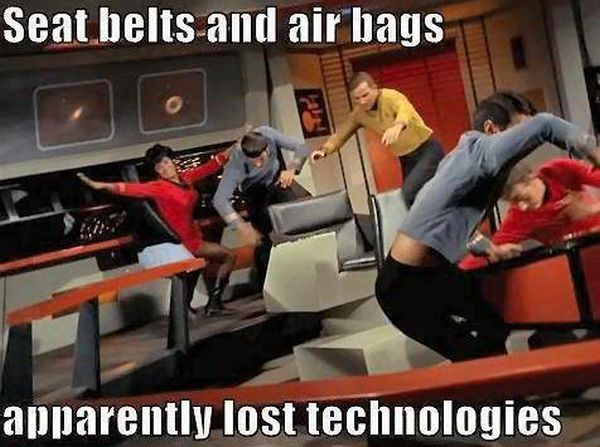 Seat belts and air bags
apparently lost technologies